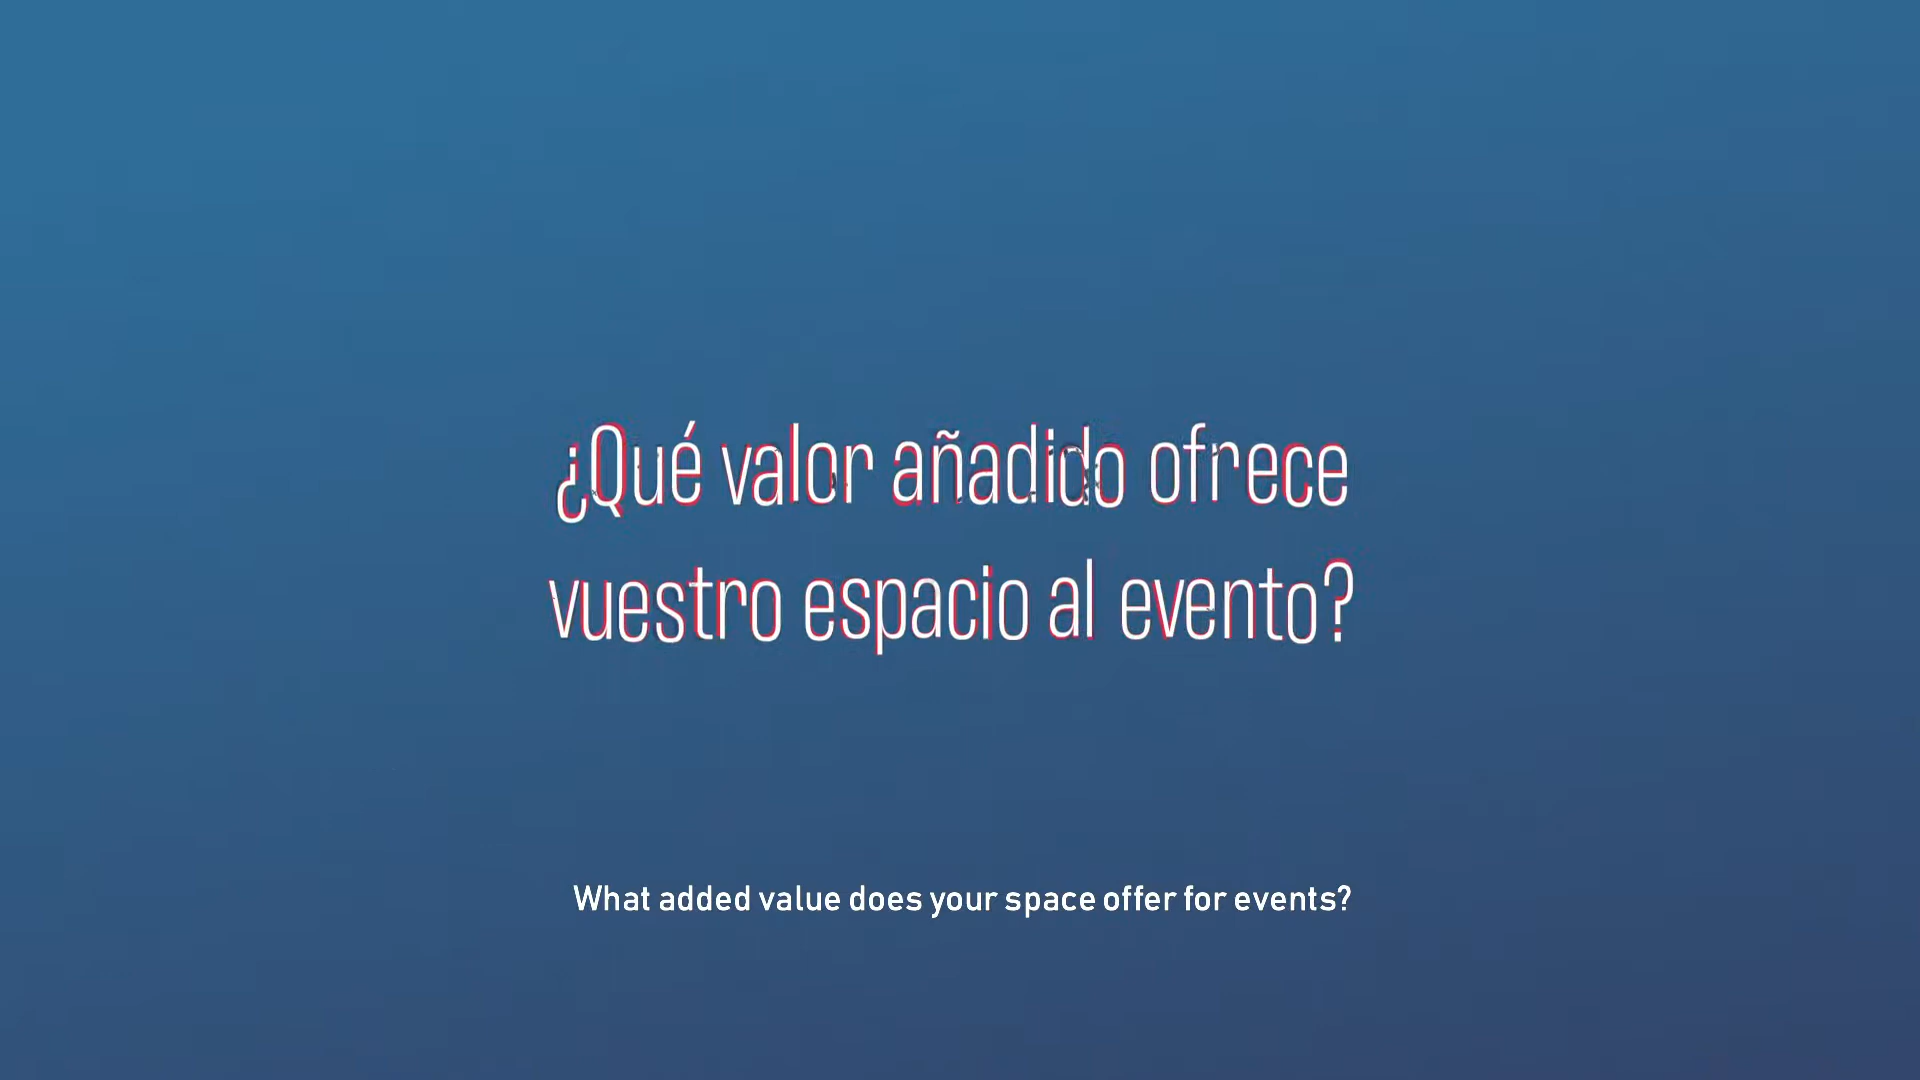 ¿Qué valor añadido ofrece
vuestro espacio al evento?
What added value does your space offer for events?